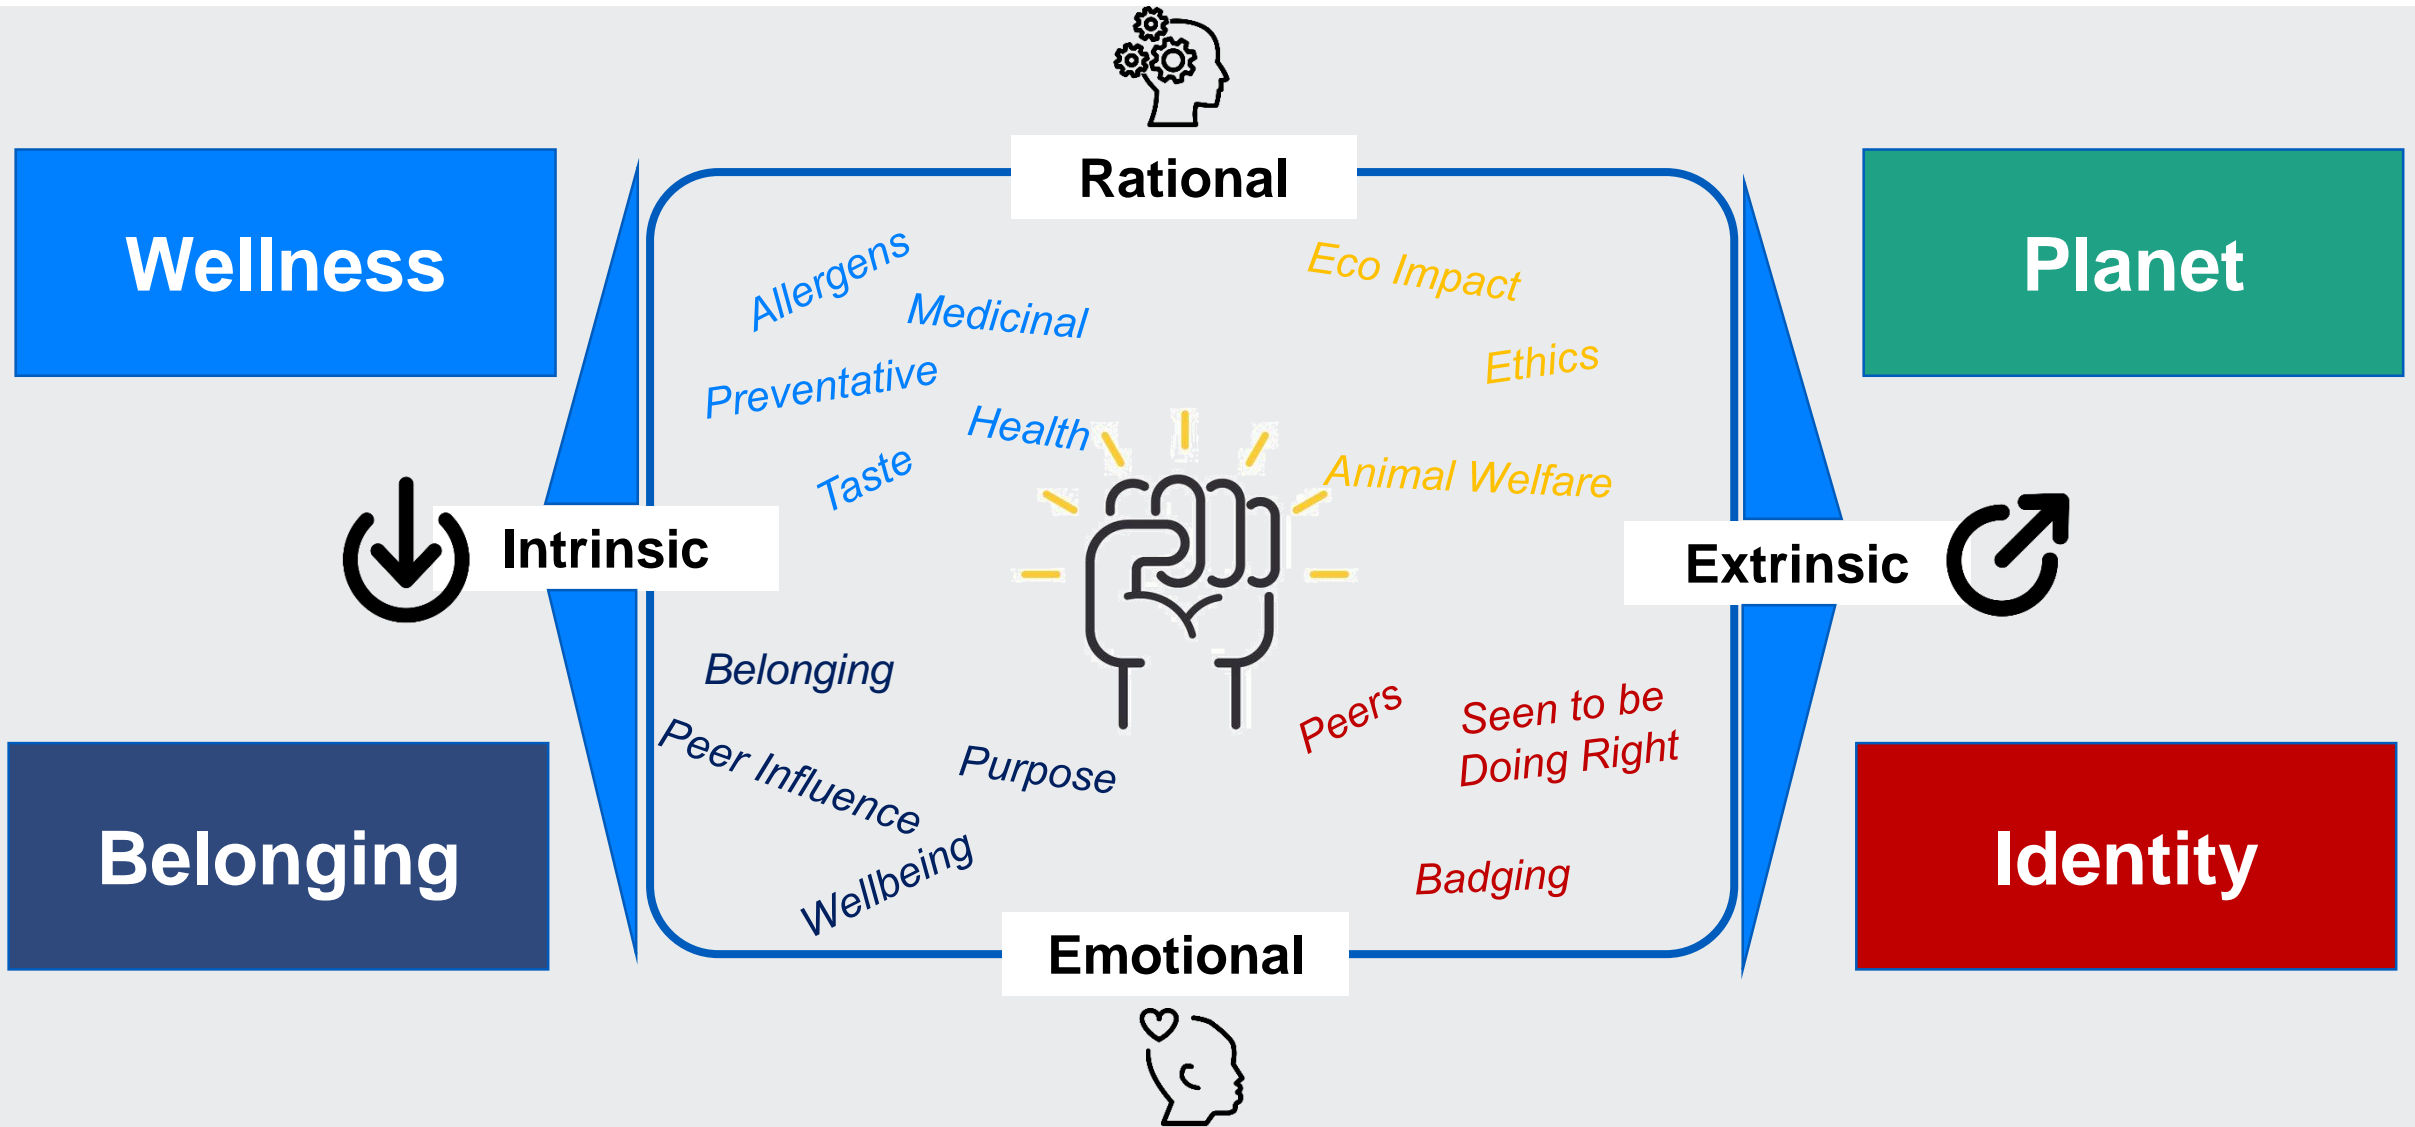 Rational
Wellness
Planet
Allergens
Medicinal
Preventative
Health
Taste
Eco Impact
Ethics
Animal Welfare
Intrinsic
Extrinsic
Belonging
Peer Influence
Purpose
Wellbeing
Peers
Seen to be
Doing Right
Badging
Belonging
Identity
Emotional